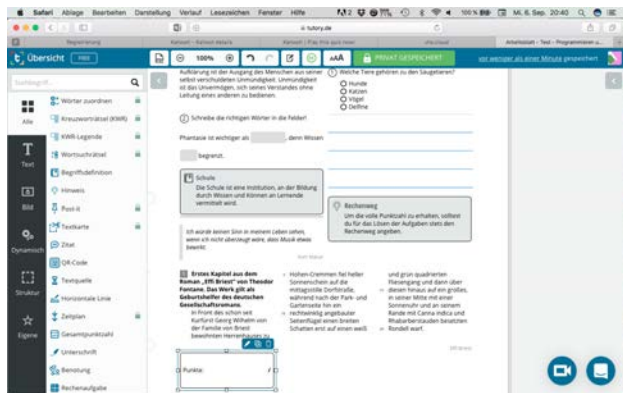 Safari Ablage Bearbeiten Darstellung Verlauf Lesezeichen Fenster Hilfe
100 % Mi. 6. Sep. 20:40
tutory.de
Registrierung
Kahoot! | Play this quiz now!
Arbeitsblatt – Test – Programmieren u...
Übersicht FREE
100%
AAA
PRIVAT GESPEICHERT
vor weniger als einer Minute gespeichert
Alle
Text
Bild
Dynamisch
Struktur
Eigene
Wörter zuordnen
Kreuzworträtsel (KWR)
KWR-Legende
Wortsuchrätsel
Begriffsdefinition
Hinweis
Post-it
Textkarte
Zitat
QR-Code
Textquelle
Horizontale Linie
Zeitplan
Gesamtpunktzahl
Unterschrift
Benotung
Rechenaufgabe
Aufklärung ist der Ausgang des Menschen aus seiner
selbst verschuldeten Unmündigkeit. Unmündigkeit
ist das Unvermögen, sich seines Verstandes ohne
Leitung eines anderen zu bedienen.
2 Schreibe die richtigen Wörter in die Felder!
Phantasie ist wichtiger als , denn Wissen
begrenzt.
Schule
Die Schule ist eine Institution, an der Bildung
durch Wissen und Können an Lernende
vermittelt wird.
Ich würde keinen Sinn in meinem Leben sehen,
wenn ich nicht überzeugt wäre, dass Musik etwas
bewirkt.
1 Welche Tiere gehören zu den Säugetieren?
Hunde
Katzen
Vögel
Delfine
Rechenweg
Um die volle Punktzahl zu erhalten, solltest
du für das Lösen der Aufgaben stets den
Rechenweg angeben.
Erstes Kapitel aus dem
Roman „Effi Briest" von Theodor
Fontane. Das Werk gilt als
Geburtshelfer des deutschen
Gesellschaftsromans.
In Front des schon seit
Kurfürst Georg Wilhelm von
der Familie von Briest
bewohnten Herrenhauses zu
Hohen-Cremmen fiel heller
Sonnenschein auf die
mittagsstille Dorfstraße,
während nach der Park- und
Gartenseite hin ein
rechtwinklig angebauter
Seitenflügel einen breiten
Schatten erst auf einen weiß
und grün quadrierten
Fliesengang und dann über
diesen hinaus auf ein großes,
in seiner Mitte mit einer
Sonnenuhr und an seinem
Rande mit Canna indica und
Rhabarberstauden besetzten
Rondell warf.
Punkte: /